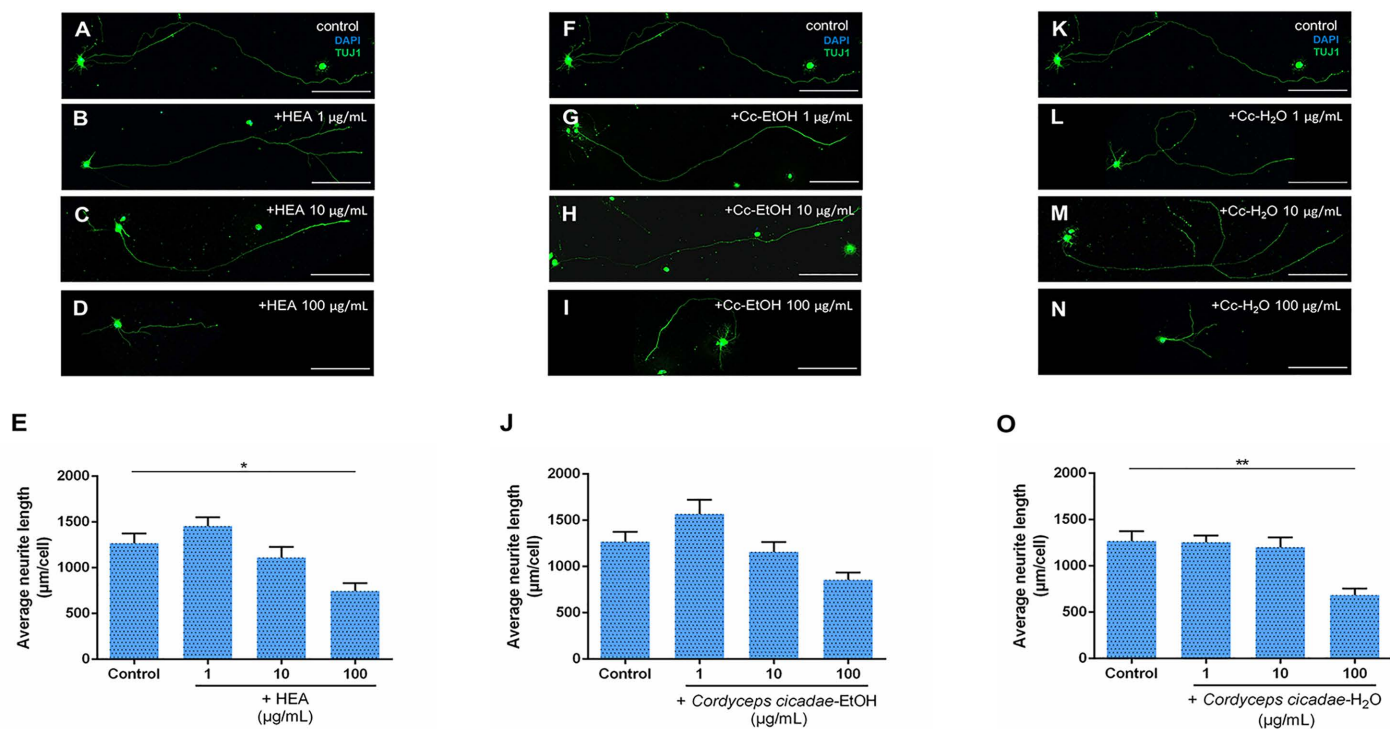 A
control
DAPI
TUJ1
B
+HEA 1 μg/mL
C
+HEA 10 μg/mL
D
+HEA 100 μg/mL
F
control
DAPI
TUJ1
G
+Cc-EtOH 1 μg/mL
H
+Cc-EtOH 10 μg/mL
I
+Cc-EtOH 100 μg/mL
K
control
DAPI
TUJ1
L
+Cc-H₂O 1 μg/mL
M
+Cc-H₂O 10 μg/mL
N
+Cc-H₂O 100 μg/mL
E
Average neurite length
(μm/cell)
2000
1500
1000
500
0
*
Control 1 10 100
+ HEA
(μg/mL)
J
Average neurite length
(μm/cell)
2000
1500
1000
500
0
Control 1 10 100
+ Cordyceps cicadae-EtOH
(μg/mL)
O
Average neurite length
(μm/cell)
2000
1500
1000
500
0
**
Control 1 10 100
+ Cordyceps cicadae-H₂O
(μg/mL)